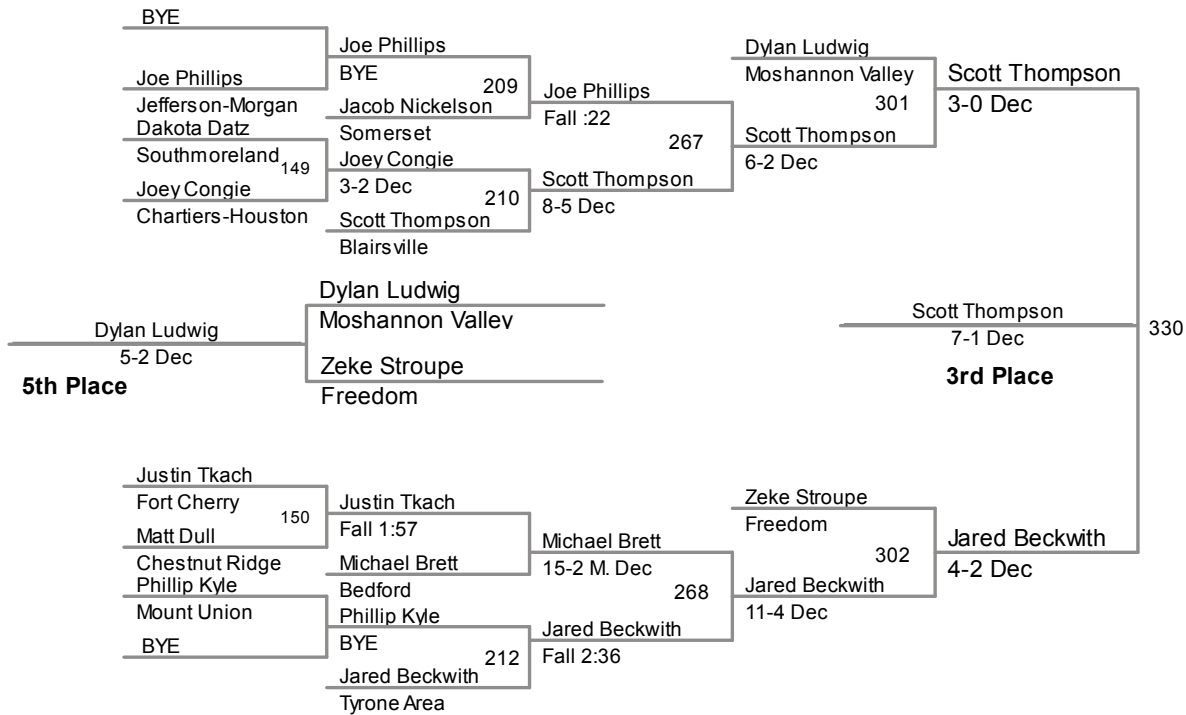 BYE
Joe Phillips
Jefferson-Morgan
Dakota Datz
Southmoreland
149
Joey Congie
Chartiers-Houston
Joe Phillips
BYE
209
Jacob Nickelson
Somerset
Joey Congie
3-2 Dec
210
Scott Thompson
Blairsville
Joe Phillips
Fall :22
267
Scott Thompson
8-5 Dec
Dylan Ludwig
Moshannon Valley
301
Scott Thompson
6-2 Dec
Scott Thompson
3-0 Dec
Dylan Ludwig
Moshannon Valley
Dylan Ludwig
5-2 Dec
5th Place
Zeke Stroupe
Freedom
Scott Thompson
7-1 Dec
3rd Place
330
Justin Tkach
Fort Cherry
150
Matt Dull
Chestnut Ridge
Phillip Kyle
Mount Union
BYE
Justin Tkach
Fall 1:57
Michael Brett
Bedford
Phillip Kyle
BYE
212
Jared Beckwith
Tyrone Area
Michael Brett
15-2 M. Dec
268
Jared Beckwith
Fall 2:36
Zeke Stroupe
Freedom
302
Jared Beckwith
11-4 Dec
Jared Beckwith
4-2 Dec